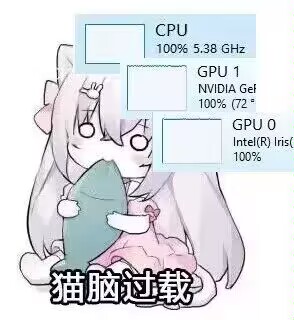 CPU
100% 5.38 GHz
GPU 1
NVIDIA GeF
100% (72 °
GPU 0
Intel(R) Iris(
100%
猫脑过载